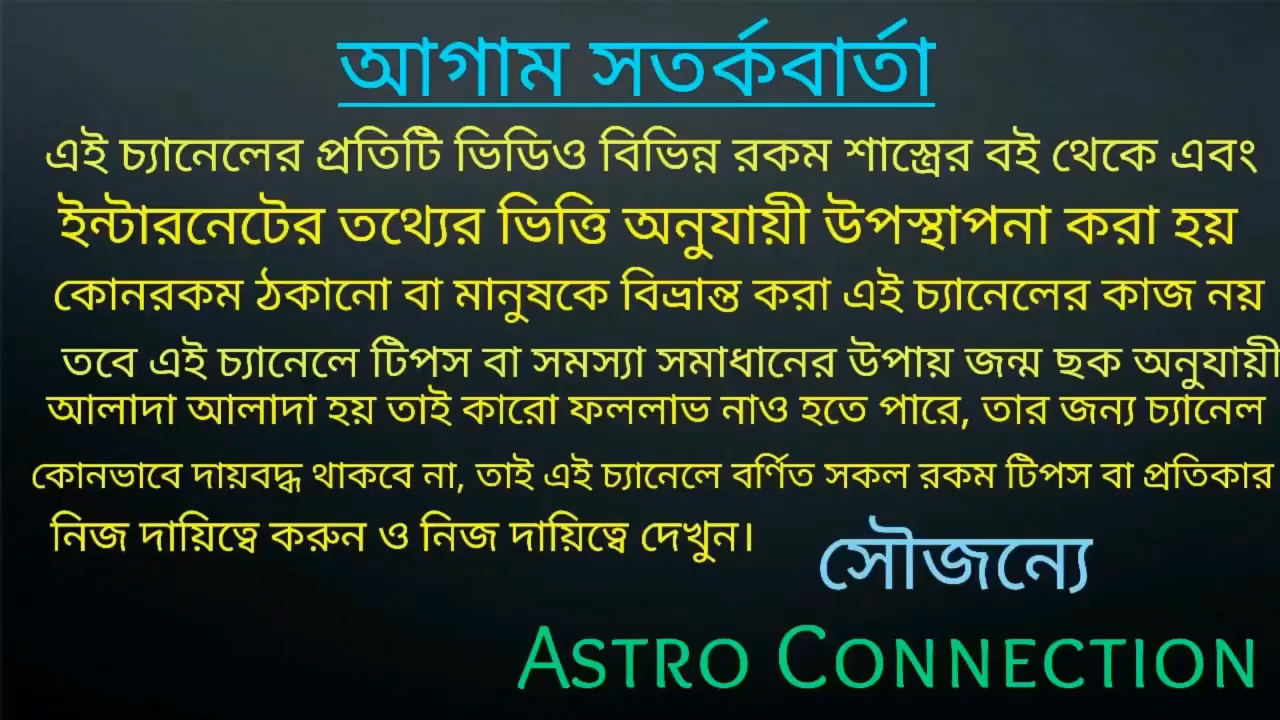 আগাম সতর্কবার্তা
এই চ্যানেলের প্রতিটি ভিডিও বিভিন্ন রকম শাস্ত্রের বই থেকে এবং
ইন্টারনেটের তথ্যের ভিত্তি অনুযায়ী উপস্থাপনা করা হয়
কোনরকম ঠকানো বা মানুষকে বিভ্রান্ত করা এই চ্যানেলের কাজ নয়
তবে এই চ্যানেলে টিপস বা সমস্যা সমাধানের উপায় জন্ম ছক অনুযায়ী
আলাদা আলাদা হয় তাই কারো ফললাভ নাও হতে পারে, তার জন্য চ্যানেল
কোনভাবে দায়বদ্ধ থাকবে না, তাই এই চ্যানেলে বর্ণিত সকল রকম টিপস বা প্রতিকার
নিজ দায়িত্বে করুন ও নিজ দায়িত্বে দেখুন।
সৌজন্যে
ASTRO CONNECTION